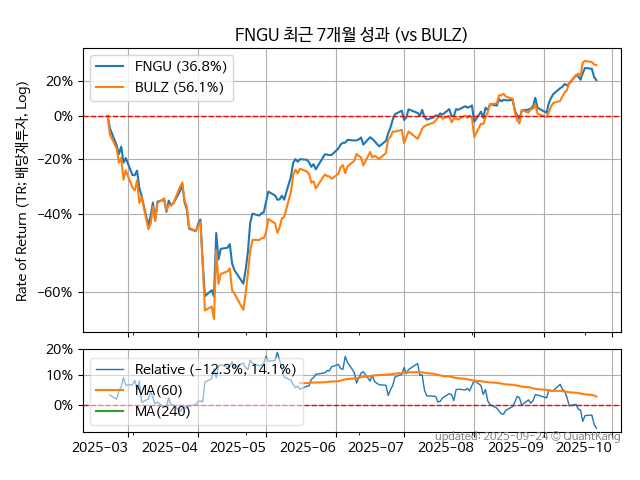 FNGU 최근 7개월 성과 (vs BULZ)
FNGU (36.8%)
BULZ (56.1%)
Rate of Return (TR: 배당재투자, Log)
20%
0%
−20%
−40%
−60%
20%
10%
0%
Relative (−12.3%, 14.1%)
MA(60)
MA(240)
updated: 2025-09-24 © QuantKang
2025-03 2025-04 2025-05 2025-06 2025-07 2025-08 2025-09 2025-10